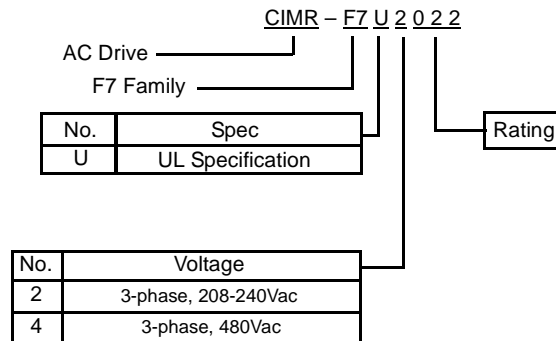 CIMR – F7 U 2 0 2 2
AC Drive
F7 Family
No. Spec
U UL Specification
Rating
No. Voltage
2 3-phase, 208-240Vac
4 3-phase, 480Vac